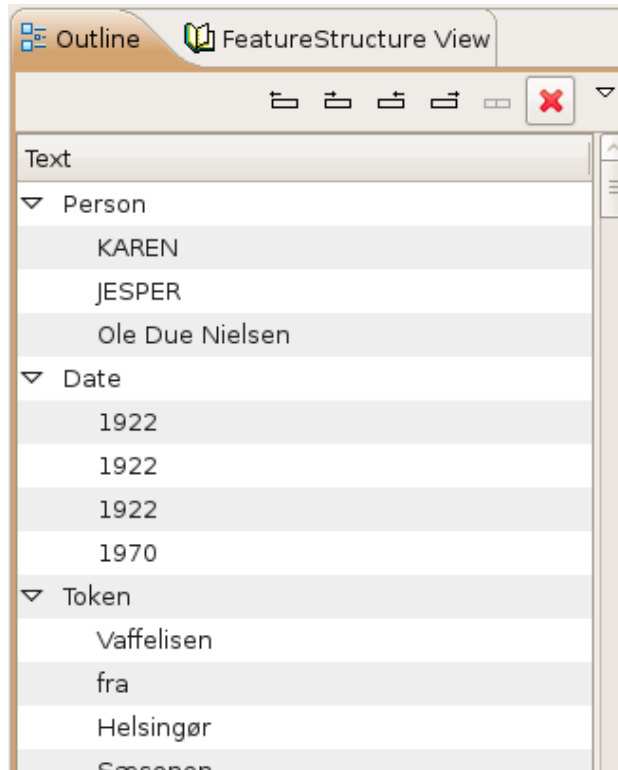 Outline FeatureStructure View
Text
Person
KAREN
JESPER
Ole Due Nielsen
Date
1922
1922
1922
1970
Token
Vaffelisen
fra
Helsingør
Sæsonen